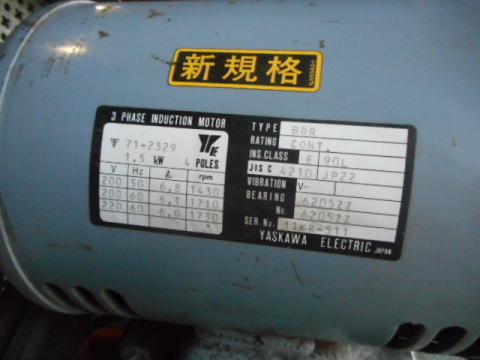 新規格
3 PHASE INDUCTION MOTOR
71-2329
1.5 kW 4 POLES
V Hz A rpm
200 50 6.8 1430
200 60 6.1 1710
220 60 6.0 1730
TYPE BDQ
RATING CONT.
INS.CLASS E 90L
JIS C 4210 JP22
VIBRATION V-
BEARING 6205ZZ
No. 6205ZZ
SER. No.
YASKAWA ELECTRIC JAPAN